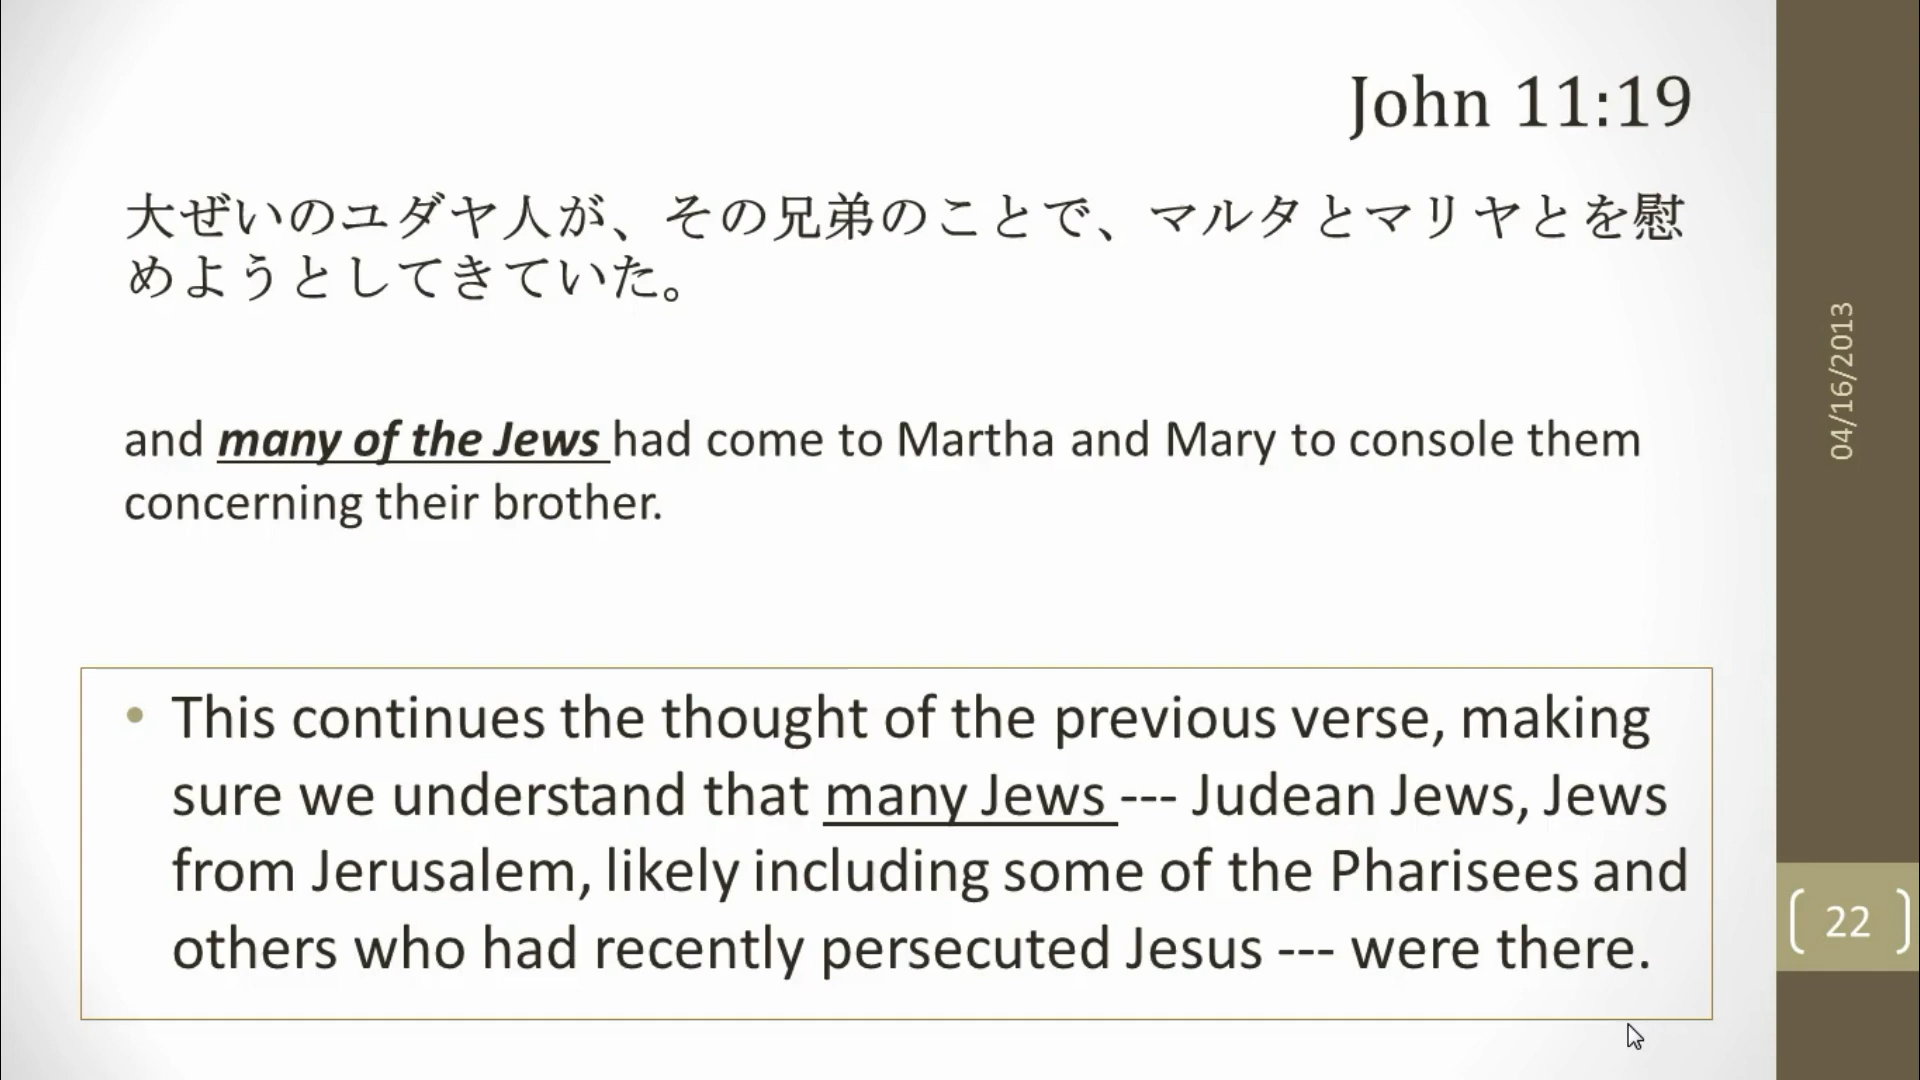 John 11:19
大ぜいのユダヤ人が、その兄弟のことで、マルタとマリヤとを慰
めようとしてきていた。
and many of the Jews had come to Martha and Mary to console them
concerning their brother.
• This continues the thought of the previous verse, making
sure we understand that many Jews --- Judean Jews, Jews
from Jerusalem, likely including some of the Pharisees and
others who had recently persecuted Jesus --- were there.
04/16/2013
22